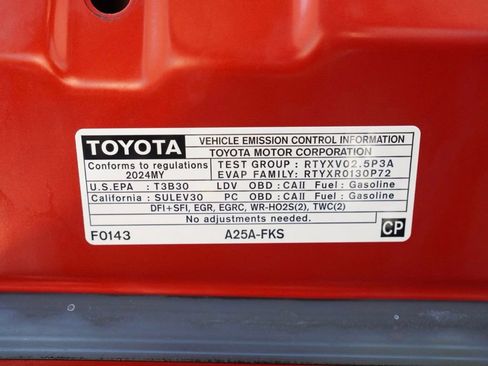 TOYOTA VEHICLE EMISSION CONTROL INFORMATION
TOYOTA MOTOR CORPORATION
Conforms to regulations TEST GROUP : RTYXV02.5P3A
2024MY EVAP FAMILY: RTYXR0130P72
U.S.EPA : T3B30 LDV OBD : CAII Fuel : Gasoline
California : SULEV30 PC OBD : CAII Fuel : Gasoline
DFI+SFI, EGR, EGRC, WR-HO2S(2), TWC(2)
No adjustments needed.
F0143 A25A-FKS CP